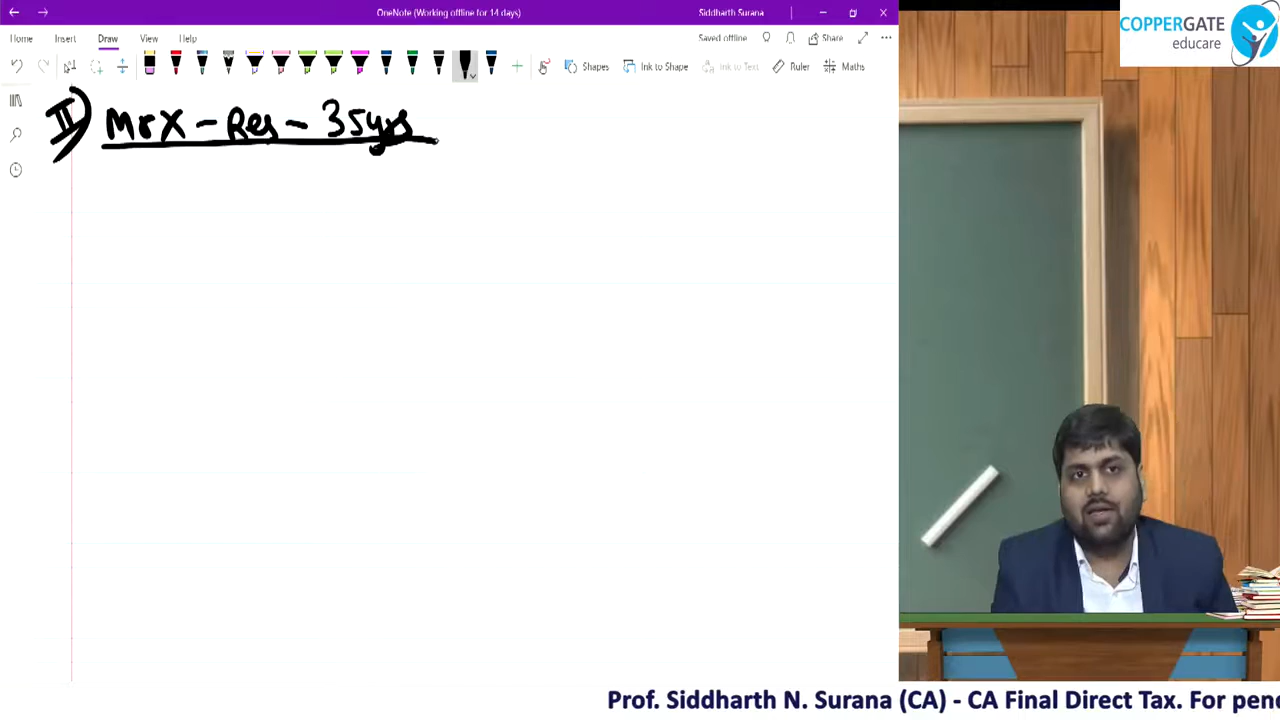 OneNote (Working offline for 14 days)
Siddharth Surana
Home Insert Draw View Help
Saved offline
Share
Shapes
Ink to Shape
Ink to Text
Ruler
Maths
II) Mr X - Res - 35yrs
COPPERGATE
educare
Prof. Siddharth N. Surana (CA) - CA Final Direct Tax. For pend